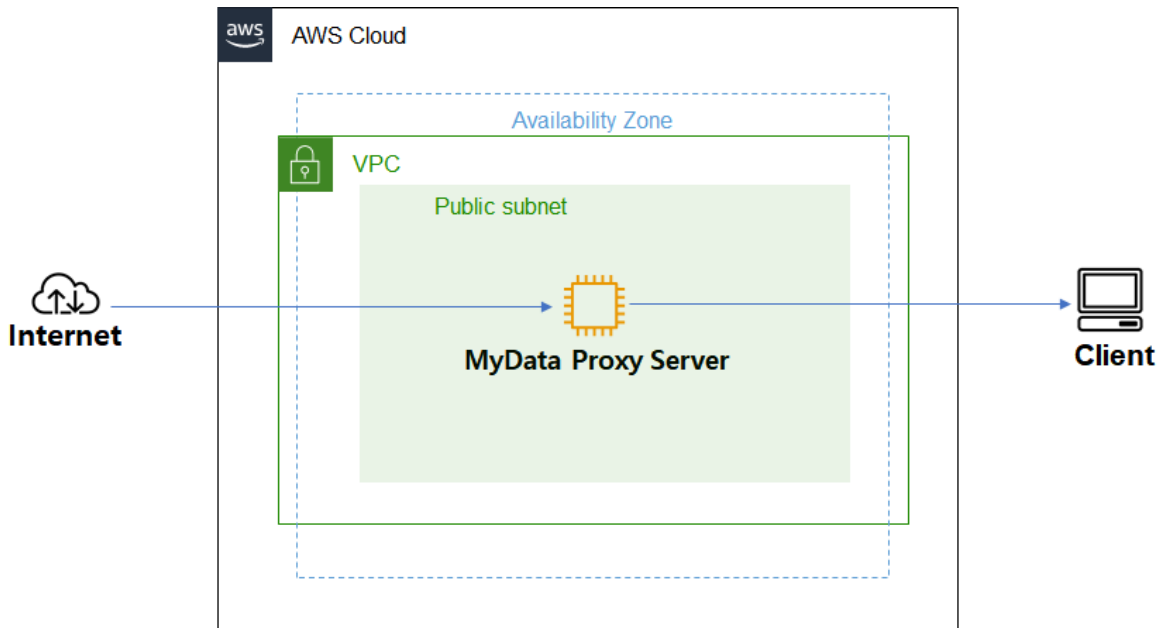 aws
AWS Cloud
Availability Zone
VPC
Public subnet
Internet
MyData Proxy Server
Client